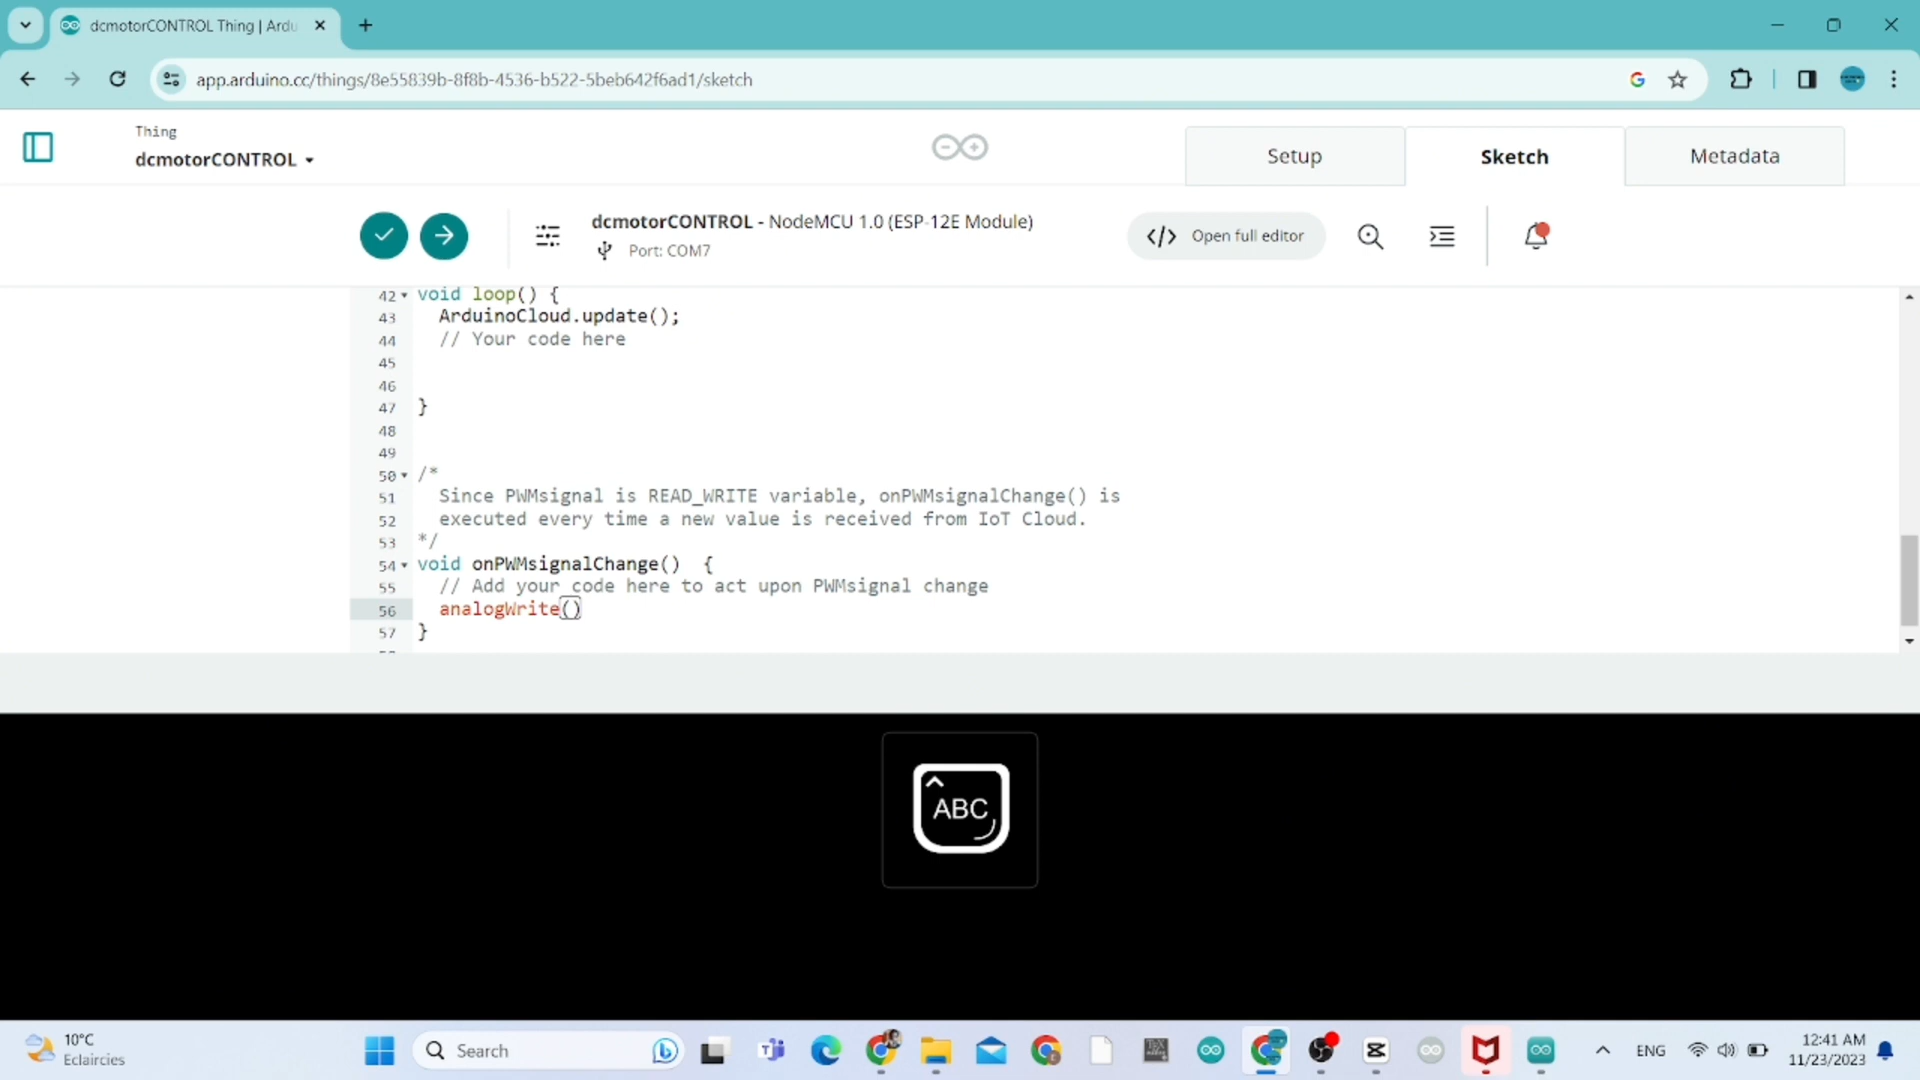 dcmotorCONTROL Thing | Ardu
app.arduino.cc/things/8e55839b-8f8b-4536-b522-5beb642f6ad1/sketch
Thing
dcmotorCONTROL
Setup
Sketch
Metadata
dcmotorCONTROL - NodeMCU 1.0 (ESP-12E Module)
Port: COM7
</> Open full editor
42 void loop() {
43 ArduinoCloud.update();
44 // Your code here
45
46
47 }
48
49
50 /*
51 Since PWMsignal is READ_WRITE variable, onPWMsignalChange() is
52 executed every time a new value is received from IoT Cloud.
53 */
54 void onPWMsignalChange() {
55 // Add your code here to act upon PWMsignal change
56 analogWrite()
57 }
ABC
10°C
Eclaircies
Search
ENG
12:41 AM
11/23/2023